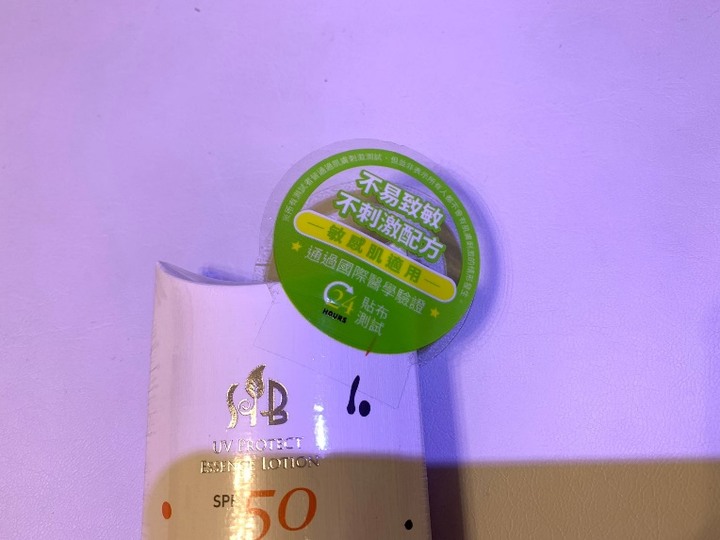 不易致敏
不刺激配方
敏感肌適用
通過國際醫學驗證
24
HOURS
貼布
測試
UV PROTECT
ESSENCE LOTION
SPF
50